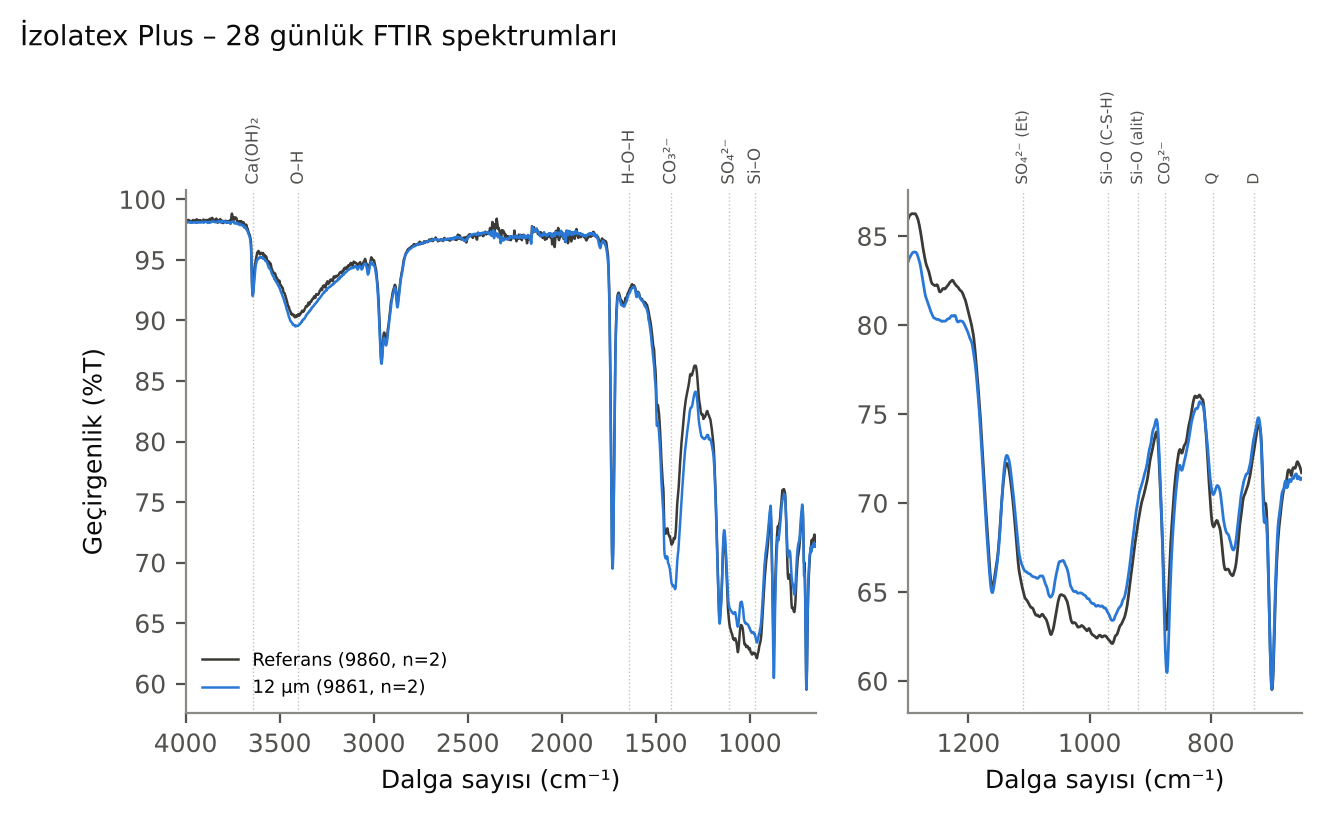 İzolatex Plus – 28 günlük FTIR spektrumları
Ca(OH)₂
O–H
H–O–H
CO₃²⁻
SO₄²⁻
Si–O
SO₄²⁻ (Et)
Si–O (C-S-H)
Si–O (alit)
CO₃²⁻
Q
D
Geçirgenlik (%T)
100
95
90
85
80
75
70
65
60
Referans (9860, n=2)
12 µm (9861, n=2)
4000 3500 3000 2500 2000 1500 1000
Dalga sayısı (cm⁻¹)
85
80
75
70
65
60
1200 1000 800
Dalga sayısı (cm⁻¹)